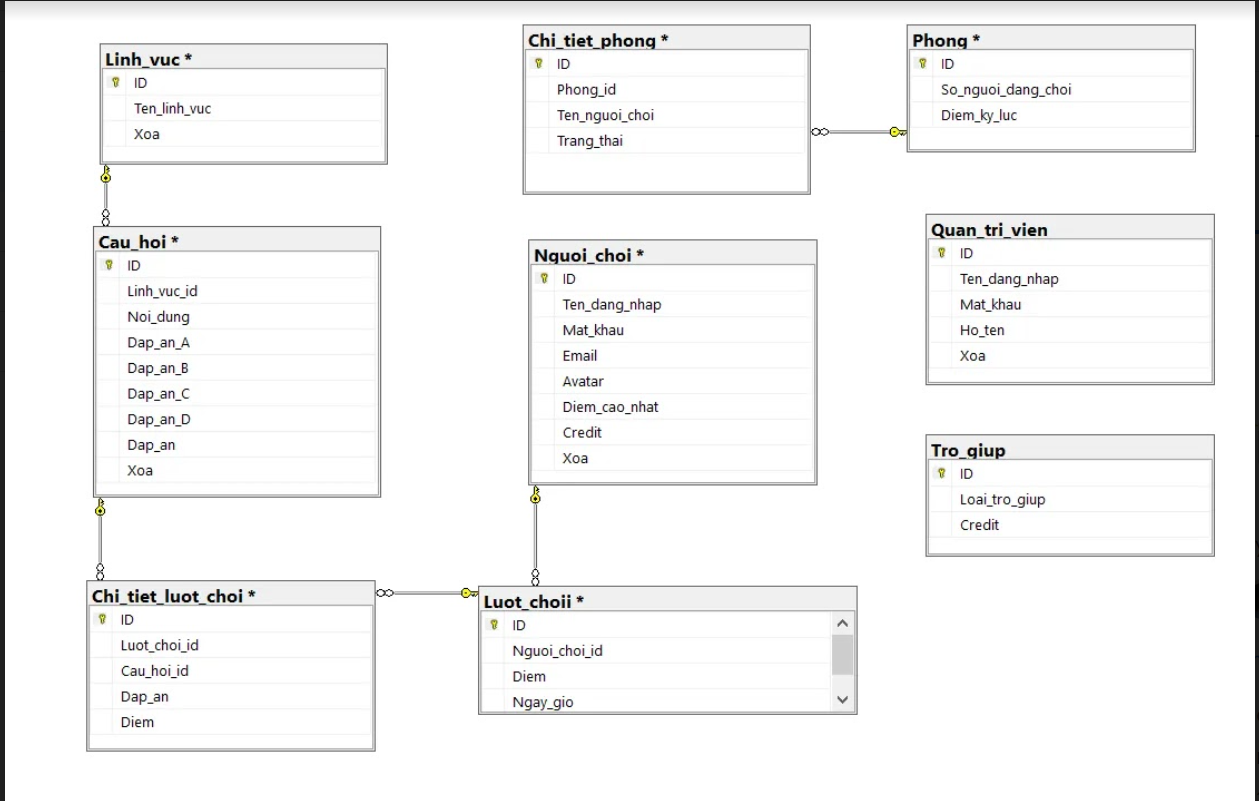 Linh_vuc *
ID
Ten_linh_vuc
Xoa
Cau_hoi *
ID
Linh_vuc_id
Noi_dung
Dap_an_A
Dap_an_B
Dap_an_C
Dap_an_D
Dap_an
Xoa
Chi_tiet_luot_choi *
ID
Luot_choi_id
Cau_hoi_id
Dap_an
Diem
Chi_tiet_phong *
ID
Phong_id
Ten_nguoi_choi
Trang_thai
Nguoi_choi *
ID
Ten_dang_nhap
Mat_khau
Email
Avatar
Diem_cao_nhat
Credit
Xoa
Luot_choii *
ID
Nguoi_choi_id
Diem
Ngay_gio
Phong *
ID
So_nguoi_dang_choi
Diem_ky_luc
Quan_tri_vien
ID
Ten_dang_nhap
Mat_khau
Ho_ten
Xoa
Tro_giup
ID
Loai_tro_giup
Credit